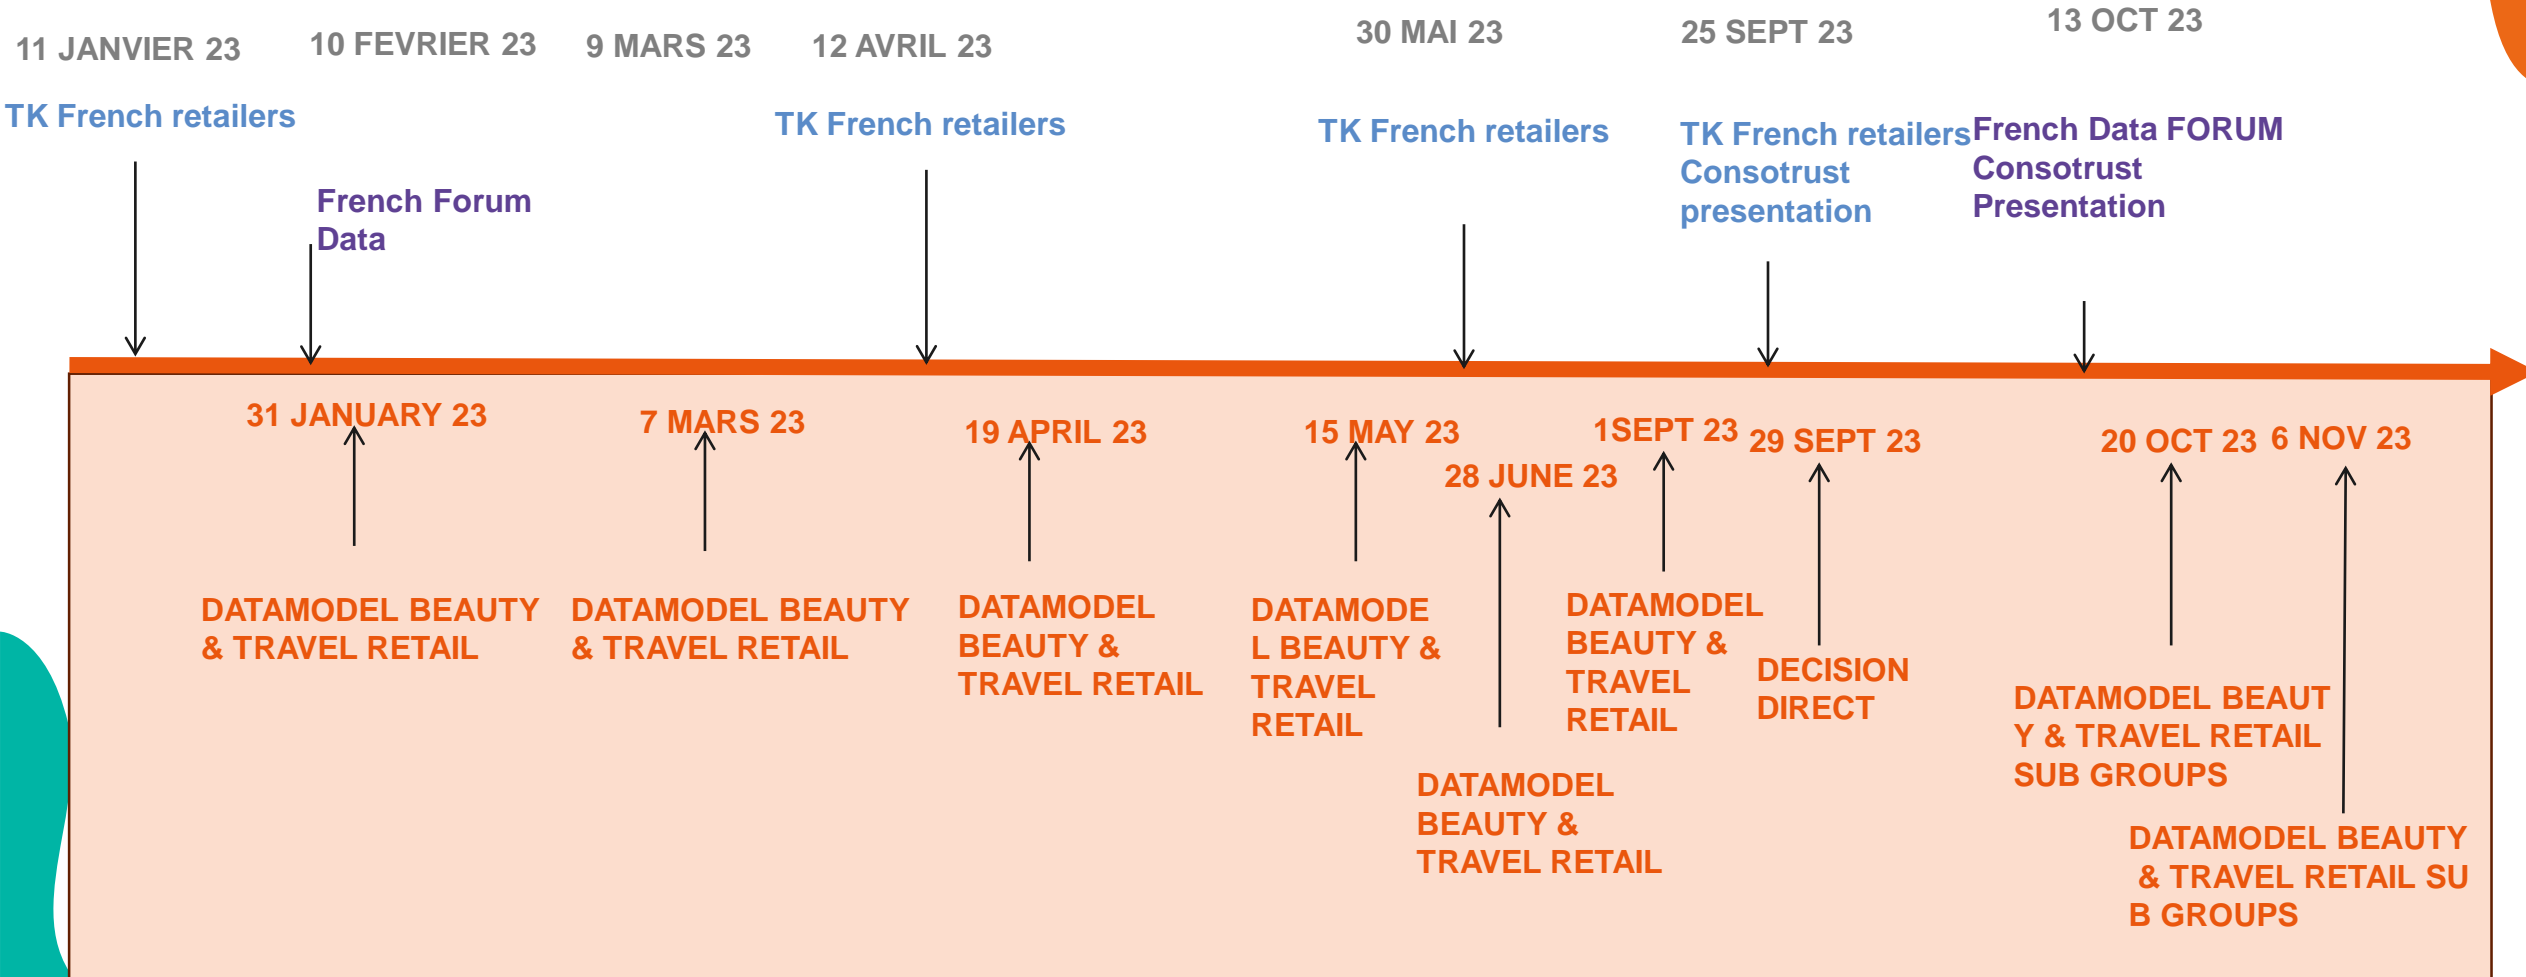 11 JANVIER 23
10 FEVRIER 23
9 MARS 23
12 AVRIL 23
30 MAI 23
25 SEPT 23
13 OCT 23
TK French retailers
French Forum
Data
TK French retailers
TK French retailers
TK French retailers
Consotrust
presentation
French Data FORUM
Consotrust
Presentation
31 JANUARY 23
7 MARS 23
19 APRIL 23
15 MAY 23
28 JUNE 23
1SEPT 23
29 SEPT 23
20 OCT 23
6 NOV 23
DATAMODEL BEAUTY
& TRAVEL RETAIL
DATAMODEL BEAUTY
& TRAVEL RETAIL
DATAMODEL
BEAUTY &
TRAVEL RETAIL
DATAMODE
L BEAUTY &
TRAVEL
RETAIL
DATAMODEL
BEAUTY &
TRAVEL RETAIL
DATAMODEL
BEAUTY &
TRAVEL
RETAIL
DECISION
DIRECT
DATAMODEL BEAUT
Y & TRAVEL RETAIL
SUB GROUPS
DATAMODEL BEAUTY
& TRAVEL RETAIL SU
B GROUPS